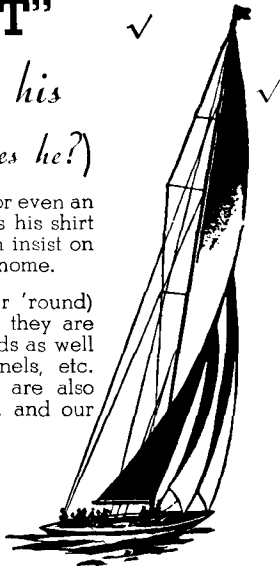 T”
his
es he?)
or even an
s his shirt
n insist on
nome.
r ’round)
they are
ds as well
nels, etc.
are also
. and our